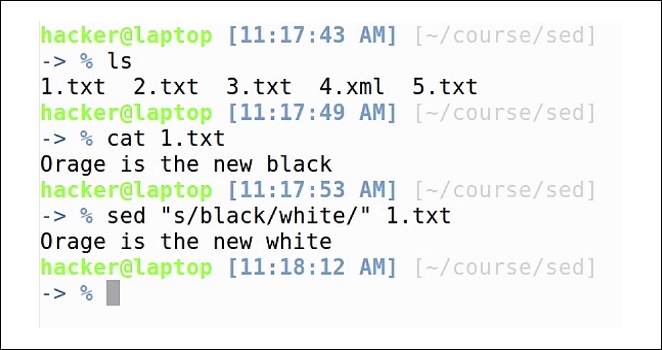 hacker@laptop [11:17:43 AM] [~/course/sed]
-> % ls
1.txt  2.txt  3.txt  4.xml  5.txt
hacker@laptop [11:17:49 AM] [~/course/sed]
-> % cat 1.txt
Orage is the new black
hacker@laptop [11:17:53 AM] [~/course/sed]
-> % sed "s/black/white/" 1.txt
Orage is the new white
hacker@laptop [11:18:12 AM] [~/course/sed]
-> %